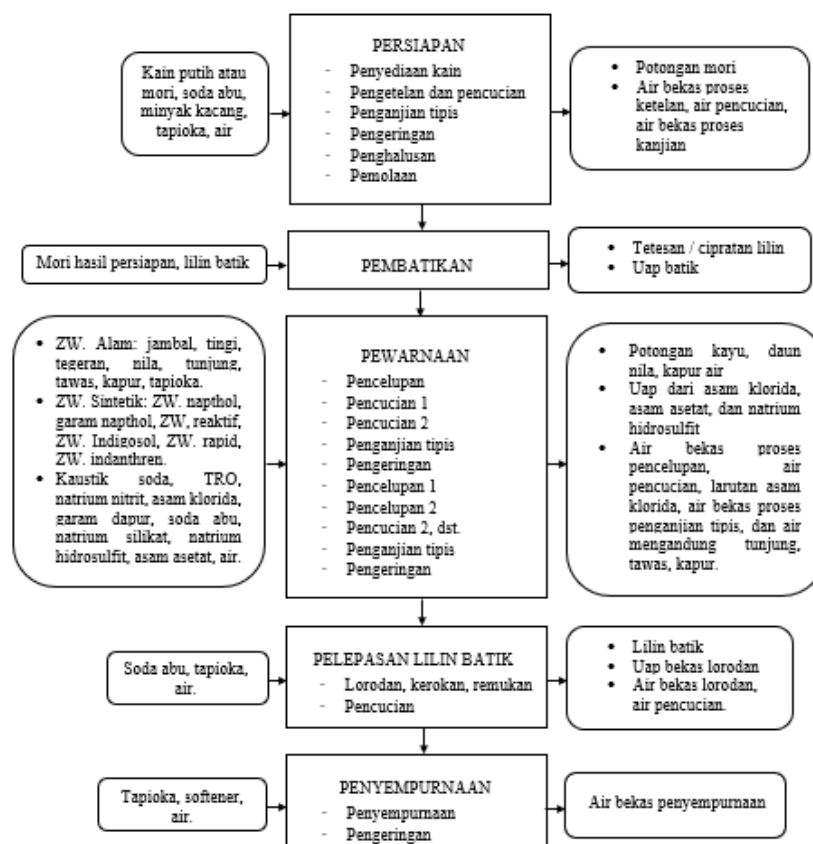 PERSIAPAN
- Penyediaan kain
- Pengetelan dan pencucian
- Penganjian tipis
- Pengeringan
- Penghalusan
- Pemolaan
Kain putih atau
mori, soda abu,
minyak kacang,
tapioka, air
• Potongan mori
• Air bekas proses
ketelan, air pencucian,
air bekas proses
kanjian
Mori hasil persiapan, lilin batik
PEMBATIKAN
• Tetesan / cipratan lilin
• Uap batik
• ZW. Alam: jambal, tingi,
tegeran, nila, tunjung,
tawas, kapur, tapioka.
• ZW. Sintetik: ZW. napthol,
garam napthol, ZW, reaktif,
ZW. Indigosol, ZW. rapid,
ZW. indanthren.
• Kaustik soda, TRO,
natrium nitrit, asam klorida,
garam dapur, soda abu,
natrium silikat, natrium
hidrosulfit, asam asetat, air.
PEWARNAAN
- Pencelupan
- Pencucian 1
- Pencucian 2
- Penganjian tipis
- Pengeringan
- Pencelupan 1
- Pencelupan 2
- Pencucian 2, dst.
- Penganjian tipis
- Pengeringan
• Potongan kayu, daun
nila, kapur air
• Uap dari asam klorida,
asam asetat, dan natrium
hidrosulfit
• Air bekas proses
pencelupan, air
pencucian, larutan asam
klorida, air bekas proses
penganjian tipis, dan air
mengandung tunjung,
tawas, kapur.
Soda abu, tapioka,
air.
PELEPASAN LILIN BATIK
- Lorodan, kerokan, remukan
- Pencucian
• Lilin batik
• Uap bekas lorodan
• Air bekas lorodan,
air pencucian.
Tapioka, softener,
air.
PENYEMPURNAAN
- Penyempurnaan
- Pengeringan
Air bekas penyempurnaan